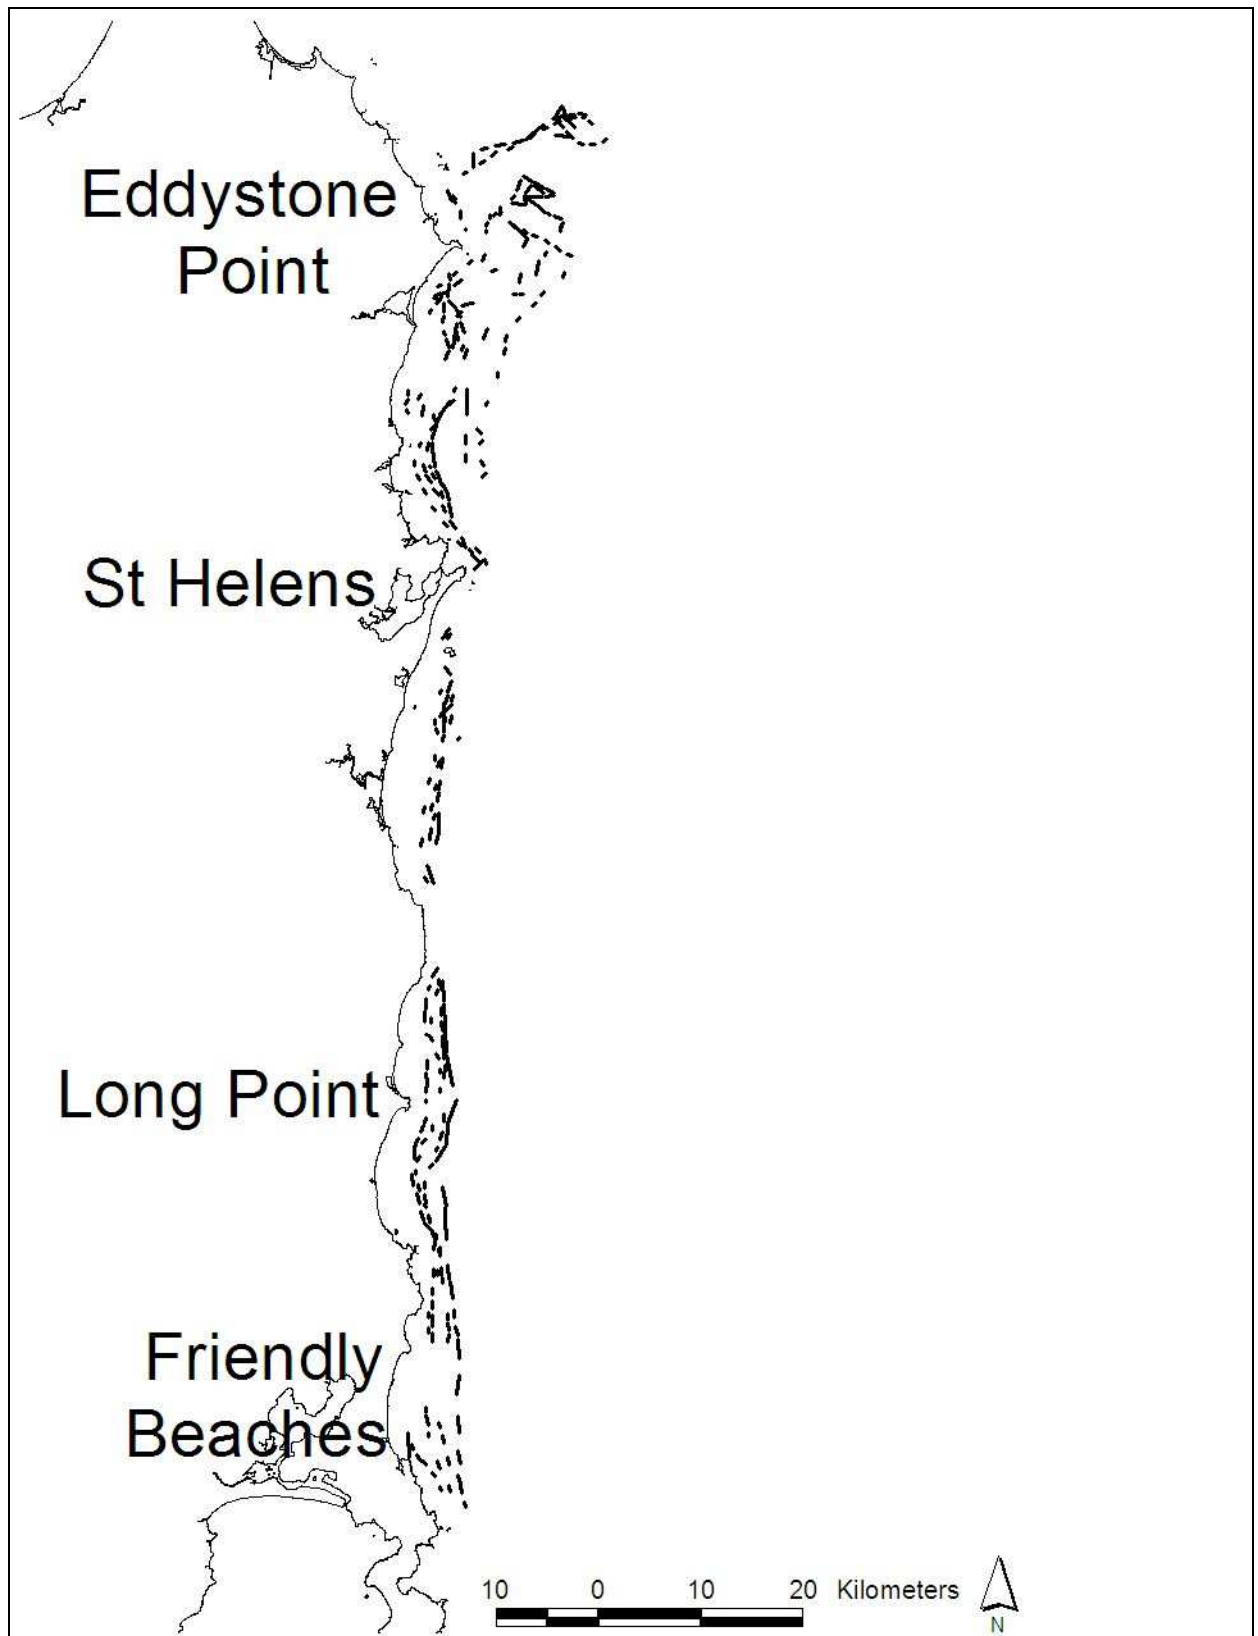 Eddystone
Point
St Helens
Long Point
Friendly
Beaches
10 0 10 20 Kilometers
N